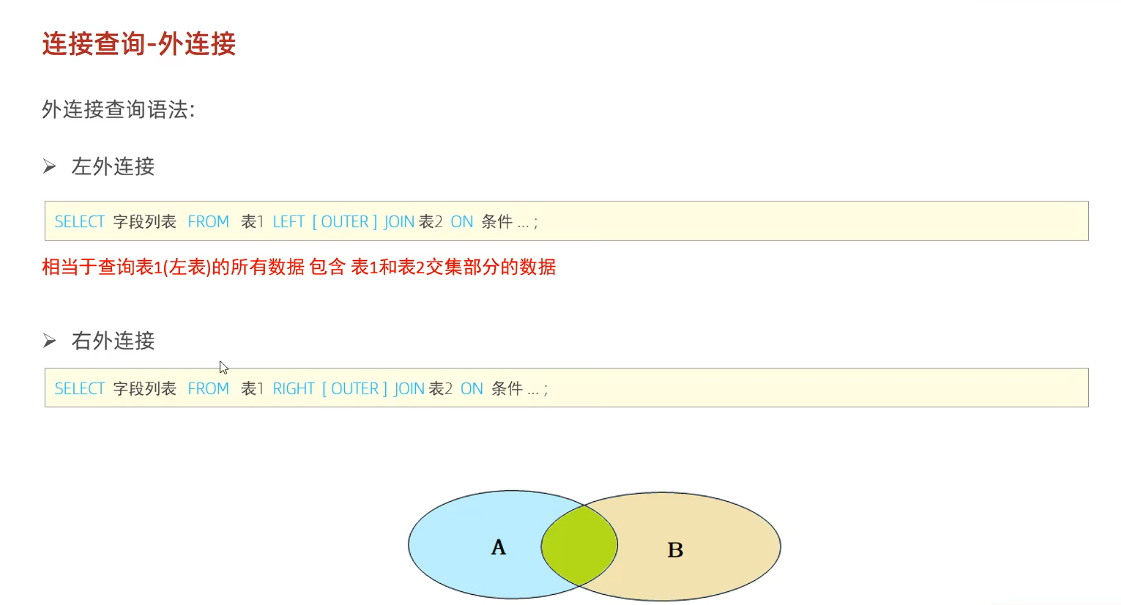 连接查询-外连接
外连接查询语法:
左外连接
SELECT 字段列表 FROM 表1 LEFT [ OUTER ] JOIN 表2 ON 条件 ... ;
相当于查询表1(左表)的所有数据 包含 表1和表2交集部分的数据
右外连接
SELECT 字段列表 FROM 表1 RIGHT [ OUTER ] JOIN 表2 ON 条件 ... ;
A
B